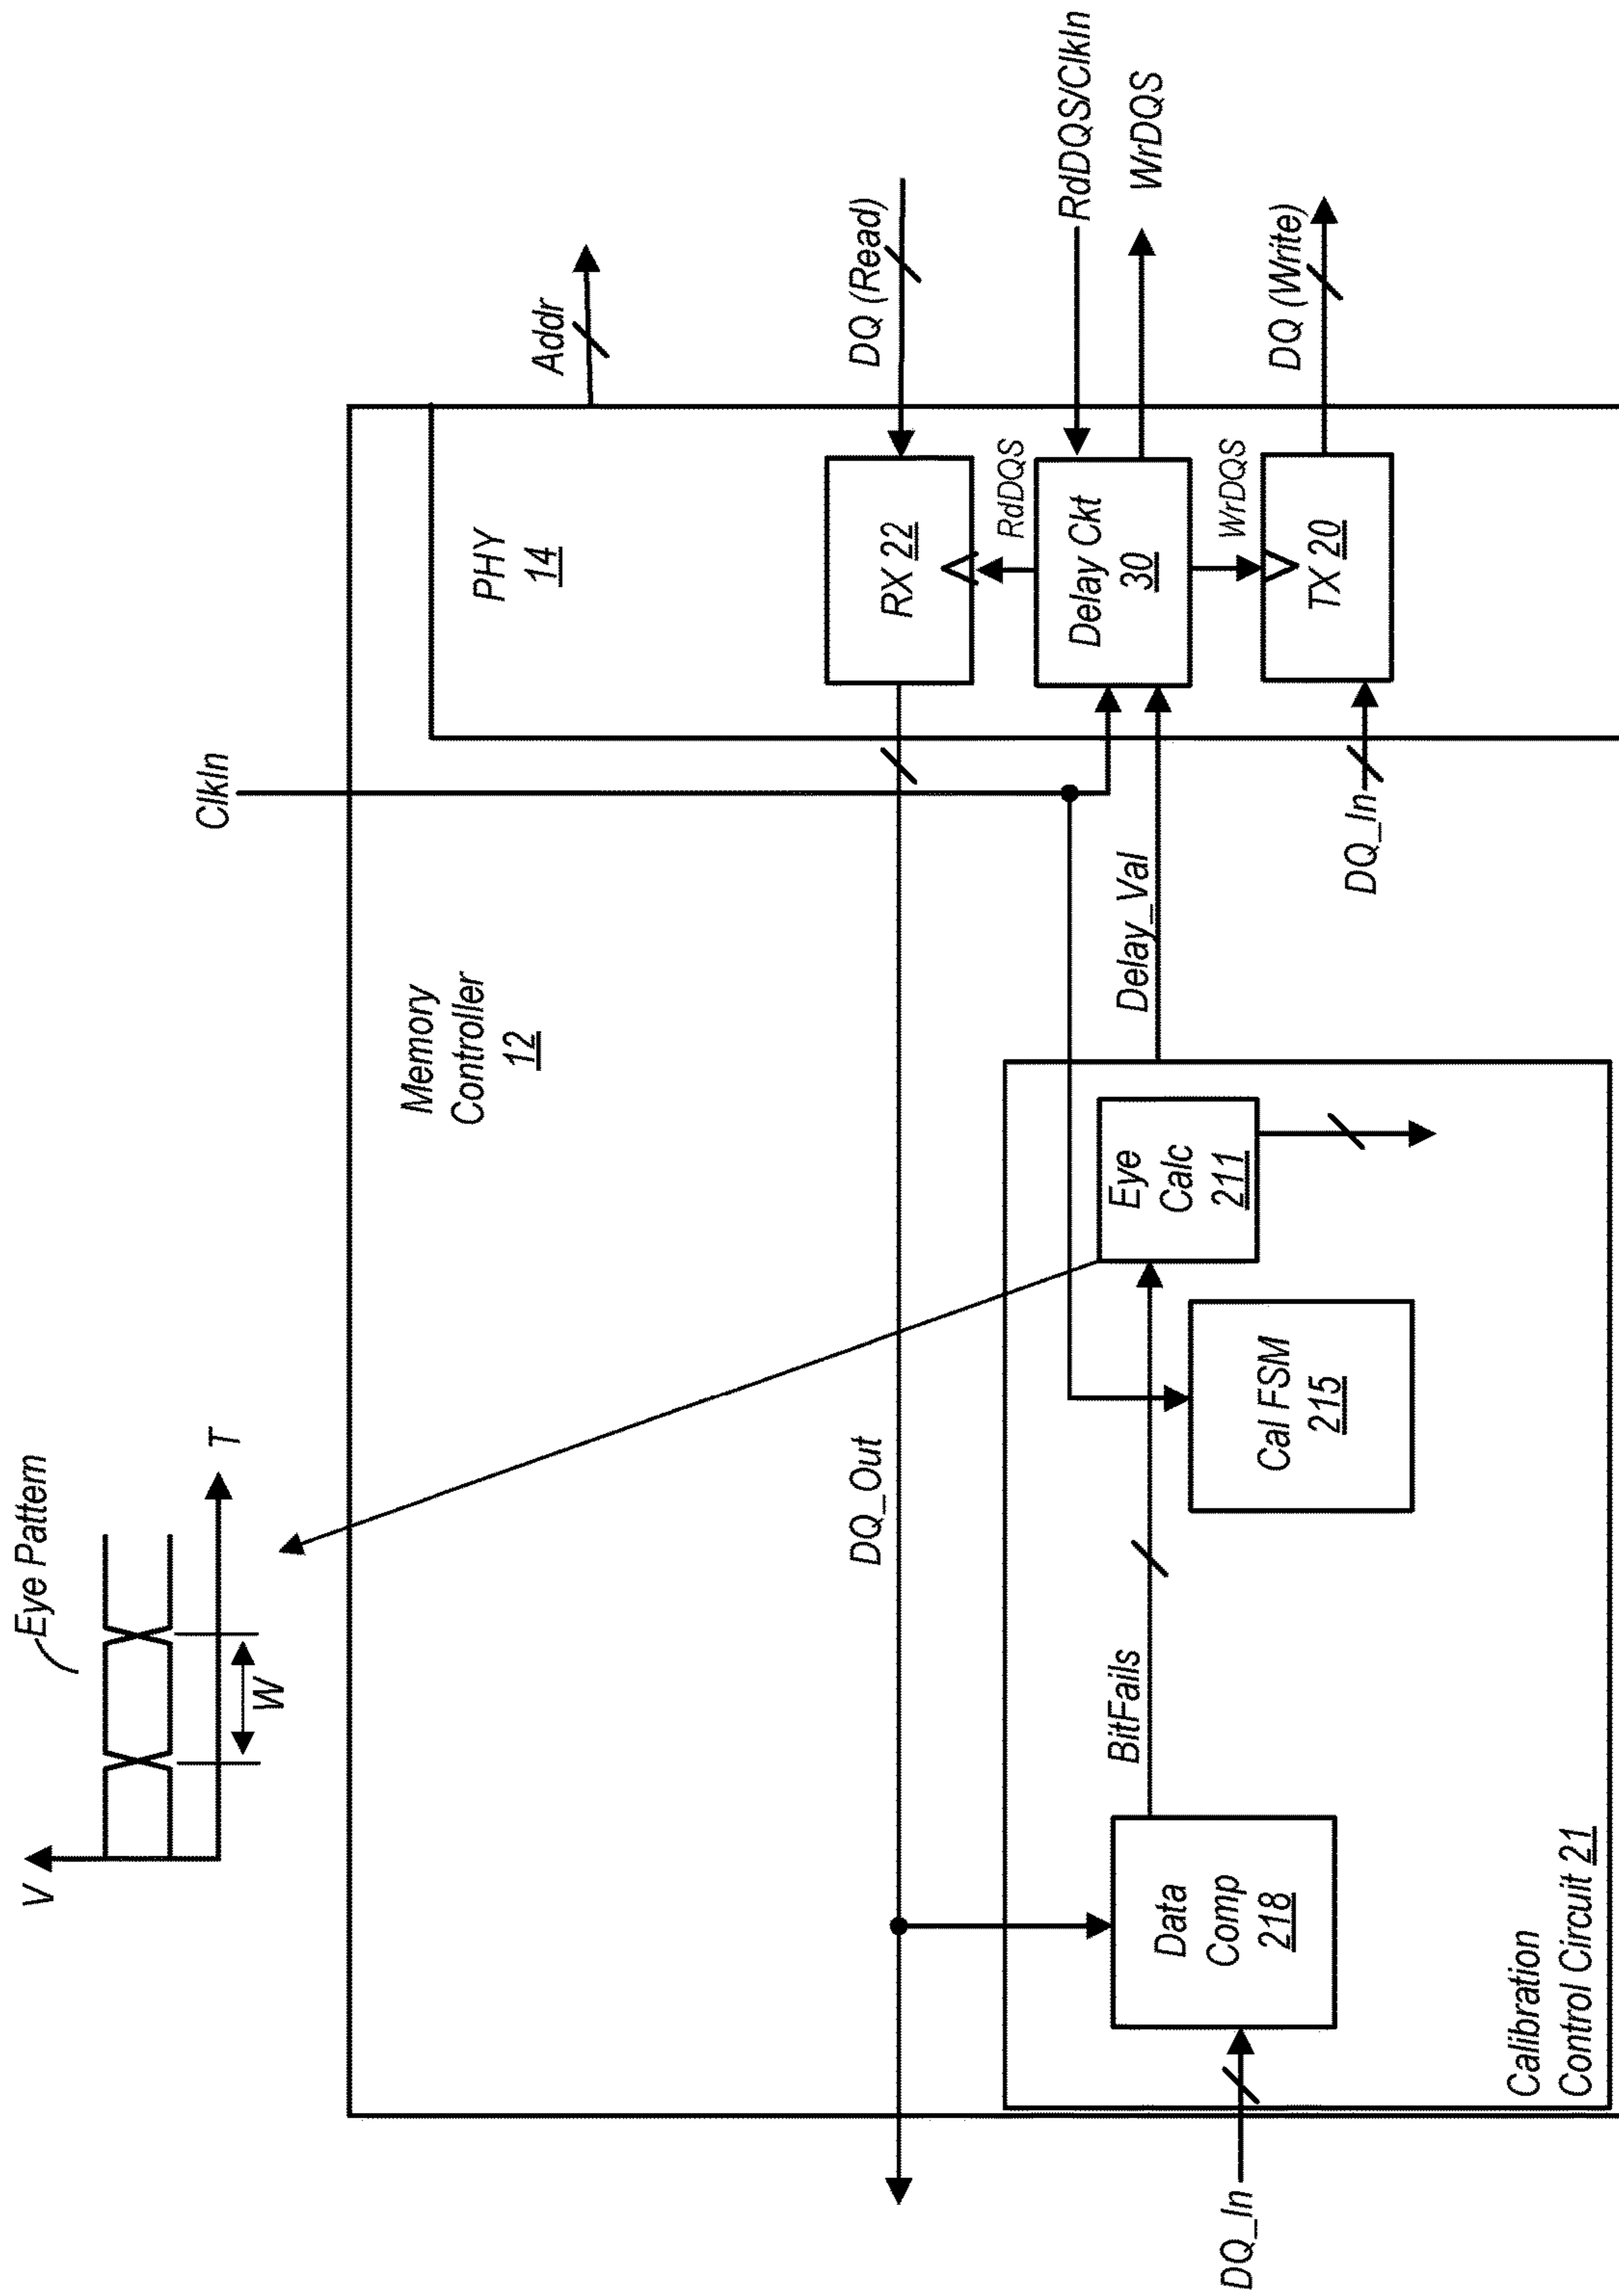 V
Eye Pattern
T
W
ClkIn
Memory
Controller
12
PHY
14
Addr
DQ (Read)
RX 22
RdDQS
RdDQS/ClkIn
Delay Ckt
30
WrDQS
WrDQS
TX 20
DQ (Write)
DQ_In
DQ_Out
Delay_Val
Eye
Calc
211
Cal FSM
215
BitFails
Data
Comp
218
DQ_In
Calibration
Control Circuit 21